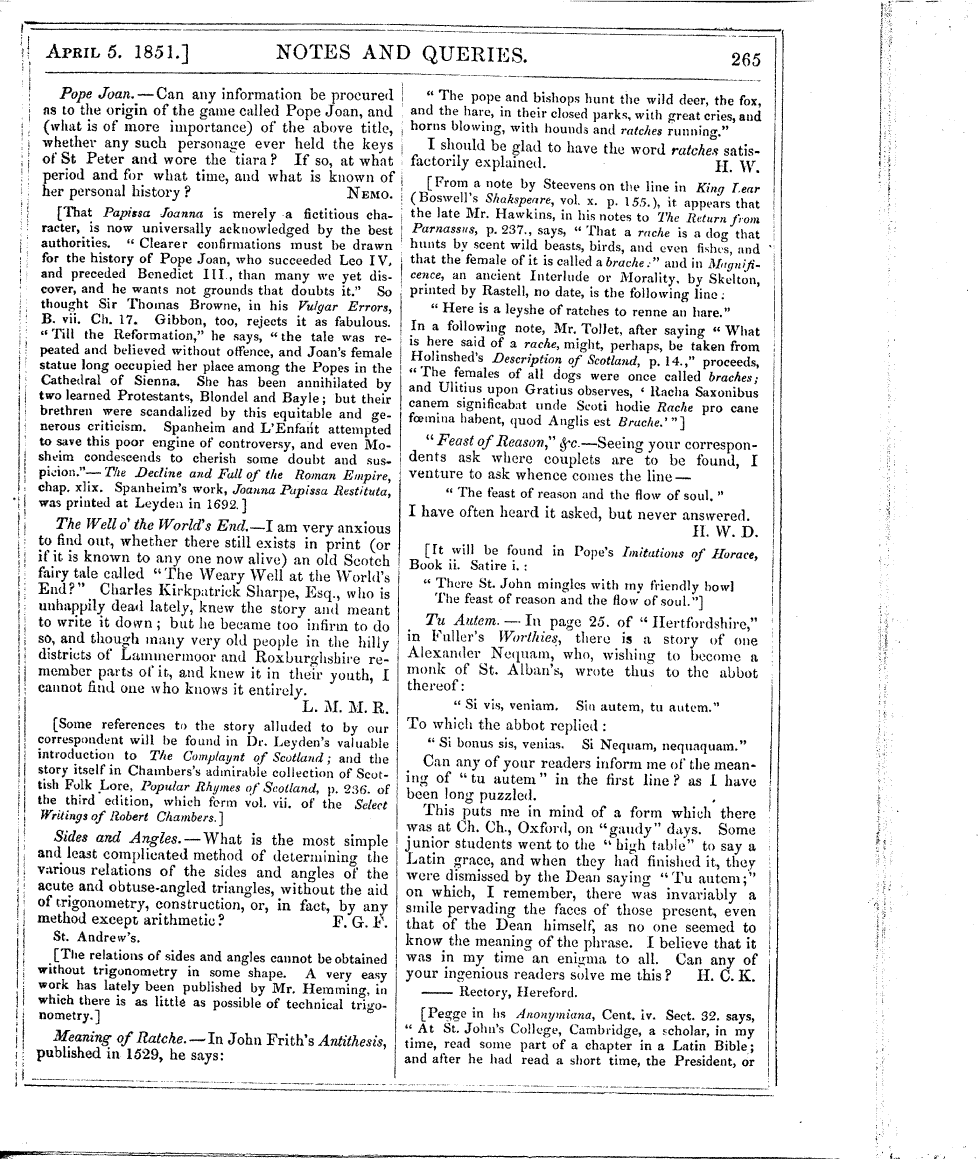 APRIL 5. 1851.] NOTES AND QUERIES. 265
Pope Joan.—Can any information be procured
as to the origin of the game called Pope Joan, and
(what is of more importance) of the above title,
whether any such personage ever held the keys
of St Peter and wore the tiara? If so, at what
period and for what time, and what is known of
her personal history? NEMO.
[That Papissa Joanna is merely a fictitious cha-
racter, is now universally acknowledged by the best
authorities. "Clearer confirmations must be drawn
for the history of Pope Joan, who succeeded Leo IV.
and preceded Benedict III., than many we yet dis-
cover, and he wants not grounds that doubts it." So
thought Sir Thomas Browne, in his Vulgar Errors,
B. vii. Ch. 17. Gibbon, too, rejects it as fabulous.
"Till the Reformation," he says, "the tale was re-
peated and believed without offence, and Joan's female
statue long occupied her place among the Popes in the
Cathedral of Sienna. She has been annihilated by
two learned Protestants, Blondel and Bayle; but their
brethren were scandalized by this equitable and ge-
nerous criticism. Spanheim and L'Enfant attempted
to save this poor engine of controversy, and even Mo-
sheim condescends to cherish some doubt and sus-
picion."—The Decline and Fall of the Roman Empire,
chap. xlix. Spanheim's work, Joanna Papissa Restituta,
was printed at Leyden in 1692.]
The Well o' the World's End.—I am very anxious
to find out, whether there still exists in print (or
if it is known to any one now alive) an old Scotch
fairy tale called "The Weary Well at the World's
End?" Charles Kirkpatrick Sharpe, Esq., who is
unhappily dead lately, knew the story and meant
to write it down; but he became too infirm to do
so, and though many very old people in the hilly
districts of Lammermoor and Roxburghshire re-
member parts of it, and knew it in their youth, I
cannot find one who knows it entirely.
L. M. M. R.
[Some references to the story alluded to by our
correspondent will be found in Dr. Leyden's valuable
introduction to The Complaynt of Scotland; and the
story itself in Chambers's admirable collection of Scot-
tish Folk Lore, Popular Rhymes of Scotland, p. 236. of
the third edition, which form vol. vii. of the Select
Writings of Robert Chambers.]
Sides and Angles.—What is the most simple
and least complicated method of determining the
various relations of the sides and angles of the
acute and obtuse-angled triangles, without the aid
of trigonometry, construction, or, in fact, by any
method except arithmetic? F. G. F.
St. Andrew's.
[The relations of sides and angles cannot be obtained
without trigonometry in some shape. A very easy
work has lately been published by Mr. Hemming, in
which there is as little as possible of technical trigo-
nometry.]
Meaning of Ratche.—In John Frith's Antithesis,
published in 1529, he says:
"The pope and bishops hunt the wild deer, the fox,
and the hare, in their closed parks, with great cries, and
horns blowing, with hounds and ratches running."
I should be glad to have the word ratches satis-
factorily explained. H. W.
[From a note by Steevens on the line in King Lear
(Boswell's Shakspeare, vol. x. p. 155.), it appears that
the late Mr. Hawkins, in his notes to The Return from
Parnassus, p. 237., says, "That a rache is a dog that
hunts by scent wild beasts, birds, and even fishes, and
that the female of it is called a brache:" and in Magnifi-
cence, an ancient Interlude or Morality, by Skelton,
printed by Rastell, no date, is the following line:
"Here is a leyshe of ratches to renne an hare."
In a following note, Mr. Tollet, after saying "What
is here said of a rache, might, perhaps, be taken from
Holinshed's Description of Scotland, p. 14.," proceeds,
"The females of all dogs were once called braches;
and Ulitius upon Gratius observes, 'Racha Saxonibus
canem significabat unde Scoti hodie Rache pro cane
fœmina habent, quod Anglis est Brache.'"]
"Feast of Reason," &c.—Seeing your correspon-
dents ask where couplets are to be found, I
venture to ask whence comes the line—
"The feast of reason and the flow of soul."
I have often heard it asked, but never answered.
H. W. D.
[It will be found in Pope's Imitations of Horace,
Book ii. Satire i.:
"There St. John mingles with my friendly bowl
The feast of reason and the flow of soul."]
Tu Autem.—In page 25. of "Hertfordshire,"
in Fuller's Worthies, there is a story of one
Alexander Nequam, who, wishing to become a
monk of St. Alban's, wrote thus to the abbot
thereof:
"Si vis, veniam. Sin autem, tu autem."
To which the abbot replied:
"Si bonus sis, venias. Si Nequam, nequaquam."
Can any of your readers inform me of the mean-
ing of "tu autem" in the first line? as I have
been long puzzled.
This puts me in mind of a form which there
was at Ch. Ch., Oxford, on "gaudy" days. Some
junior students went to the "high table" to say a
Latin grace, and when they had finished it, they
were dismissed by the Dean saying "Tu autem;"
on which, I remember, there was invariably a
smile pervading the faces of those present, even
that of the Dean himself, as no one seemed to
know the meaning of the phrase. I believe that it
was in my time an enigma to all. Can any of
your ingenious readers solve me this? H. C. K.
—— Rectory, Hereford.
[Pegge in hs Anonymiana, Cent. iv. Sect. 32. says,
"At St. John's College, Cambridge, a scholar, in my
time, read some part of a chapter in a Latin Bible;
and after he had read a short time, the President, or